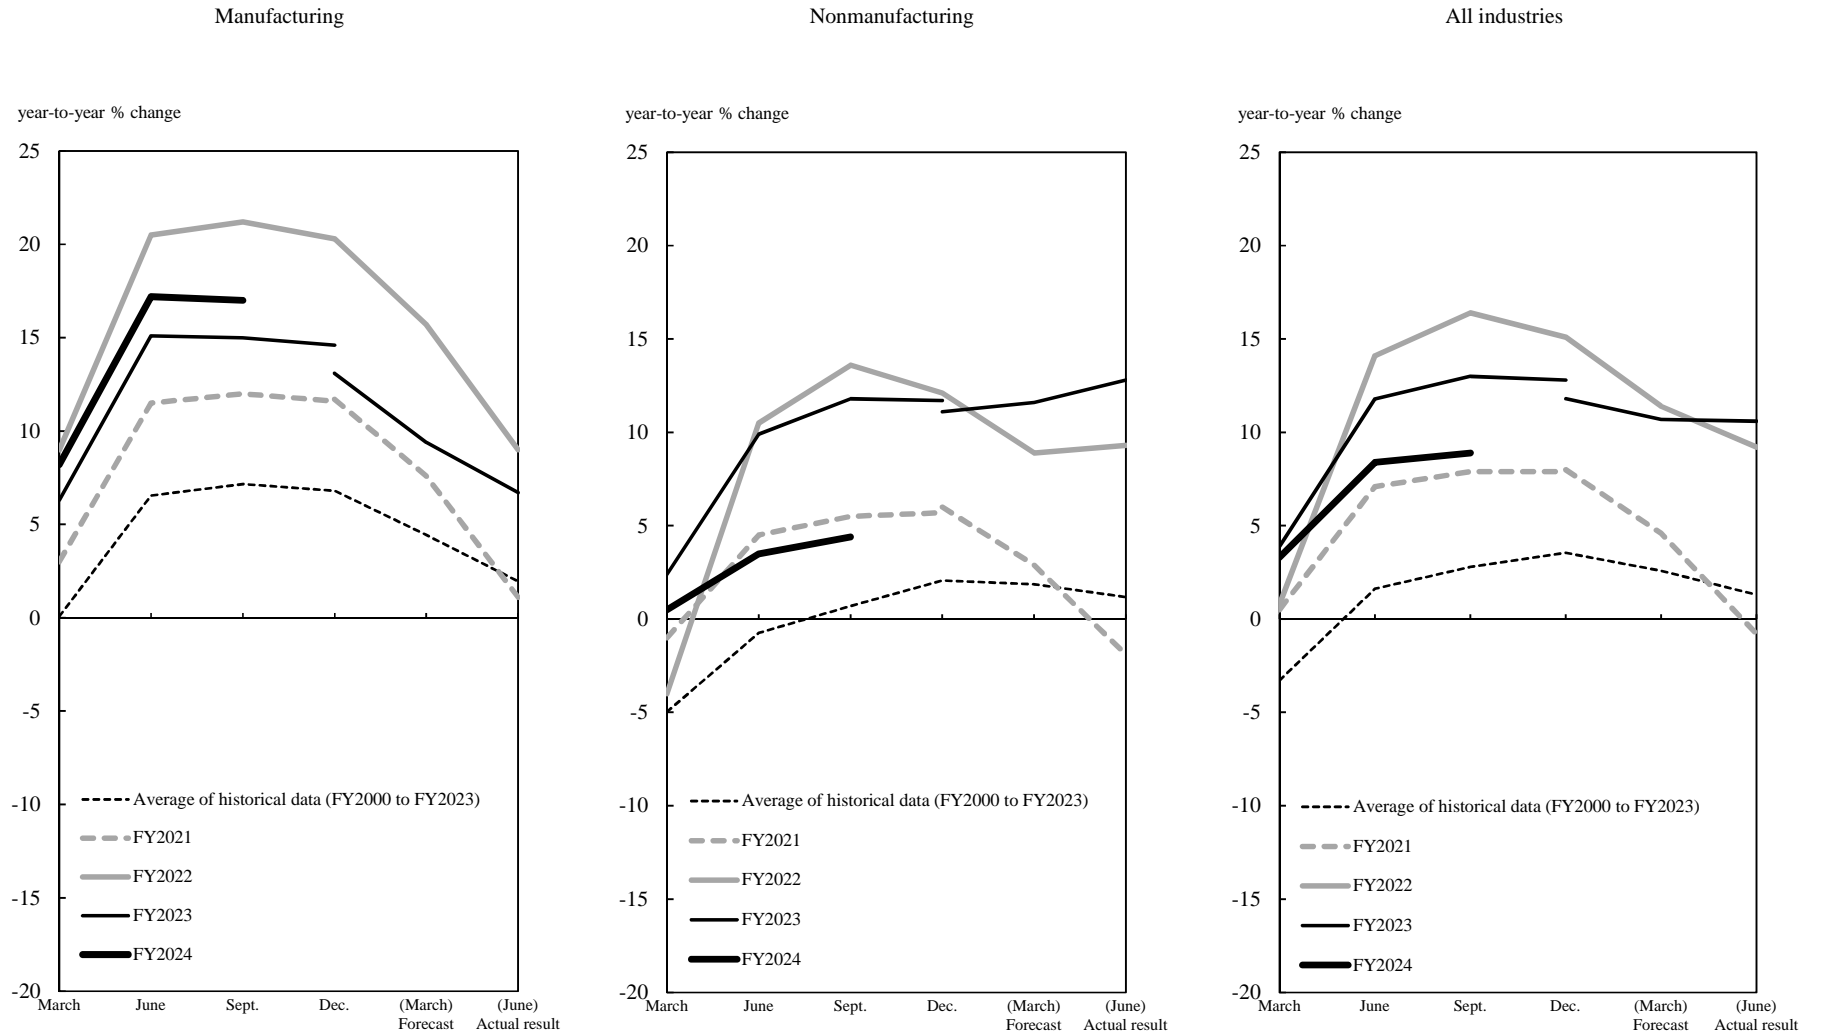 Manufacturing
year-to-year % change
25
20
15
10
5
0
-5
-10
-15
-20
Average of historical data (FY2000 to FY2023)
FY2021
FY2022
FY2023
FY2024
March June Sept. Dec. (March) (June)
Forecast Actual result
Nonmanufacturing
year-to-year % change
25
20
15
10
5
0
-5
-10
-15
-20
Average of historical data (FY2000 to FY2023)
FY2021
FY2022
FY2023
FY2024
March June Sept. Dec. (March) (June)
Forecast Actual result
All industries
year-to-year % change
25
20
15
10
5
0
-5
-10
-15
-20
Average of historical data (FY2000 to FY2023)
FY2021
FY2022
FY2023
FY2024
March June Sept. Dec. (March) (June)
Forecast Actual result